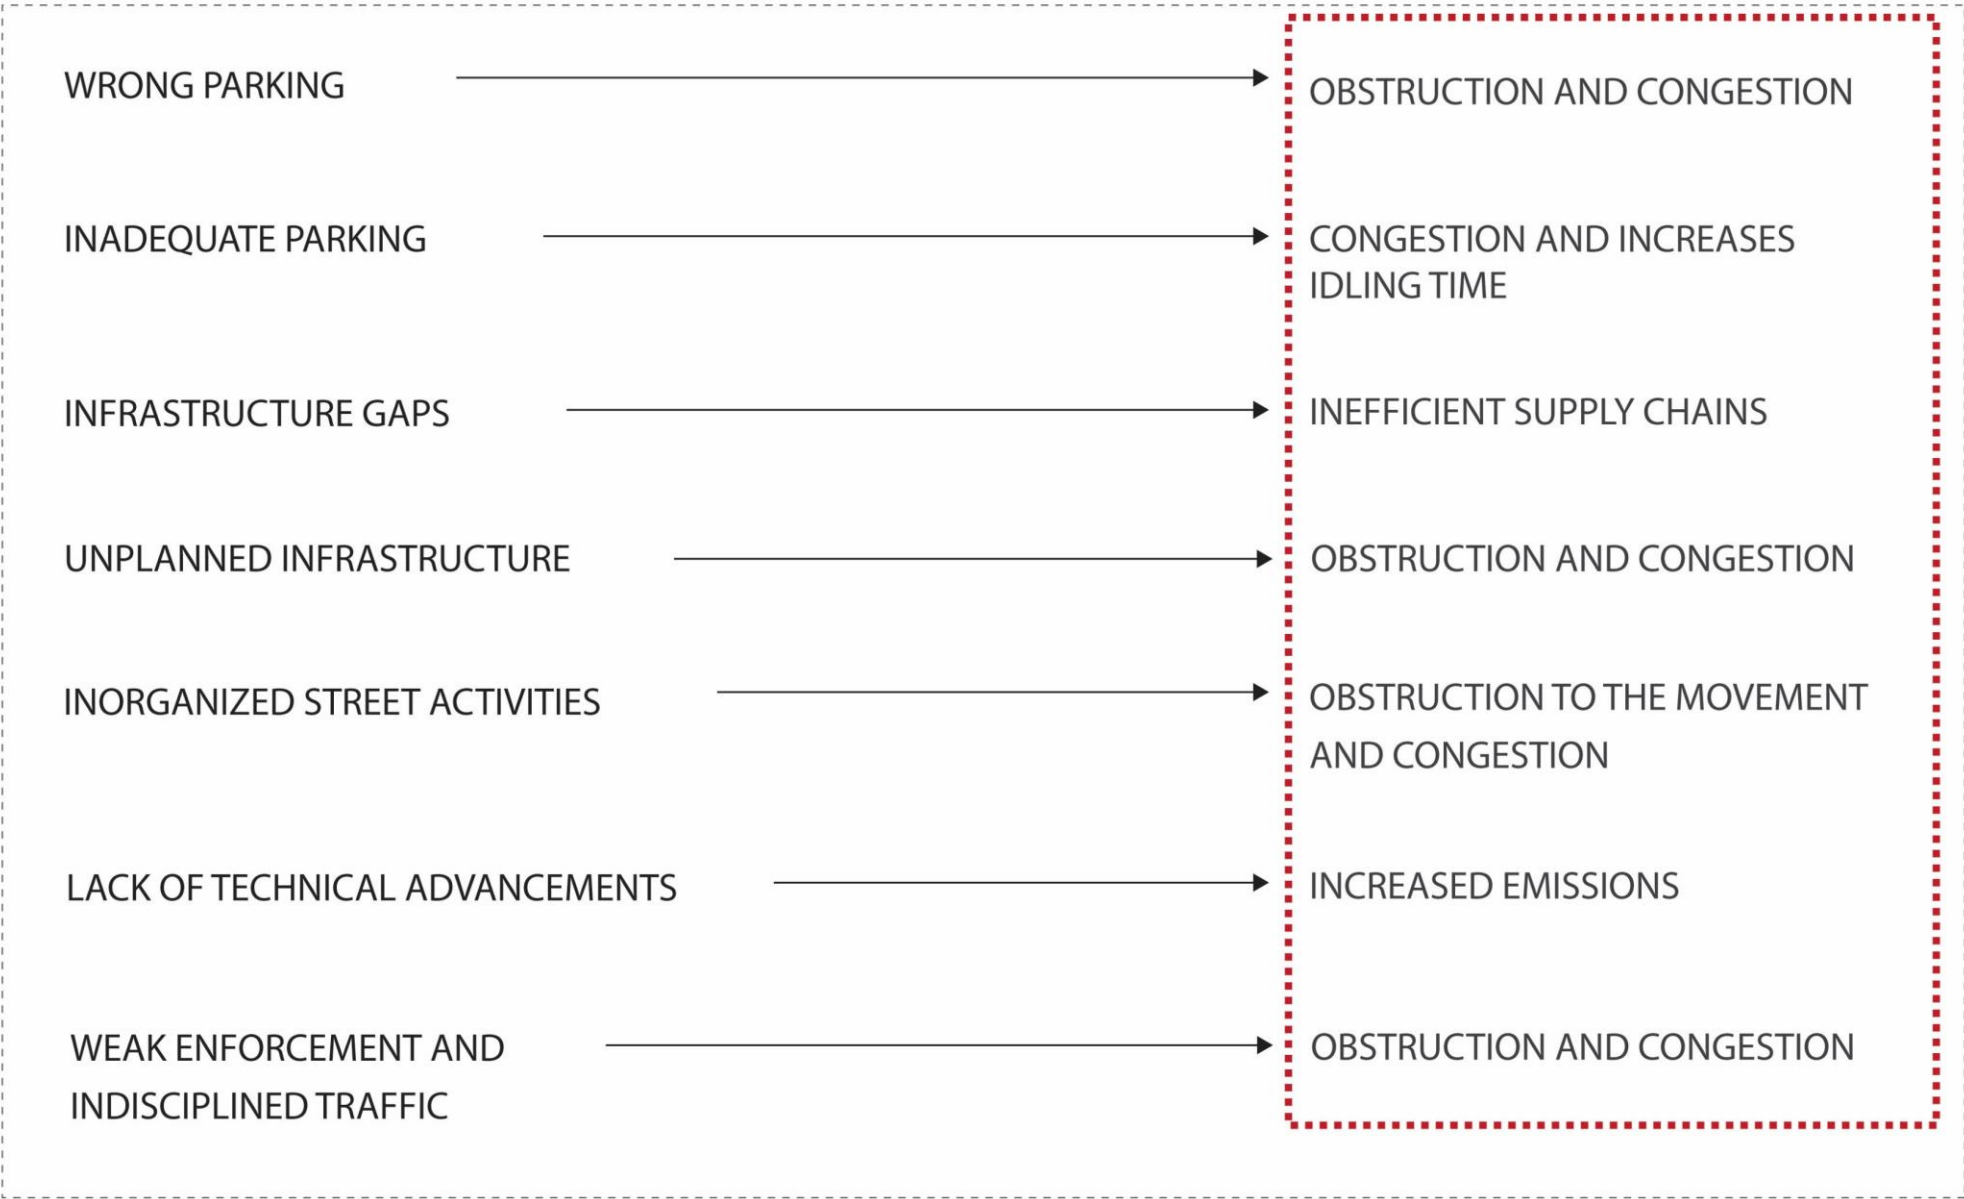 WRONG PARKING
OBSTRUCTION AND CONGESTION
INADEQUATE PARKING
CONGESTION AND INCREASES
IDLING TIME
INFRASTRUCTURE GAPS
INEFFICIENT SUPPLY CHAINS
UNPLANNED INFRASTRUCTURE
OBSTRUCTION AND CONGESTION
INORGANIZED STREET ACTIVITIES
OBSTRUCTION TO THE MOVEMENT
AND CONGESTION
LACK OF TECHNICAL ADVANCEMENTS
INCREASED EMISSIONS
WEAK ENFORCEMENT AND
INDISCIPLINED TRAFFIC
OBSTRUCTION AND CONGESTION